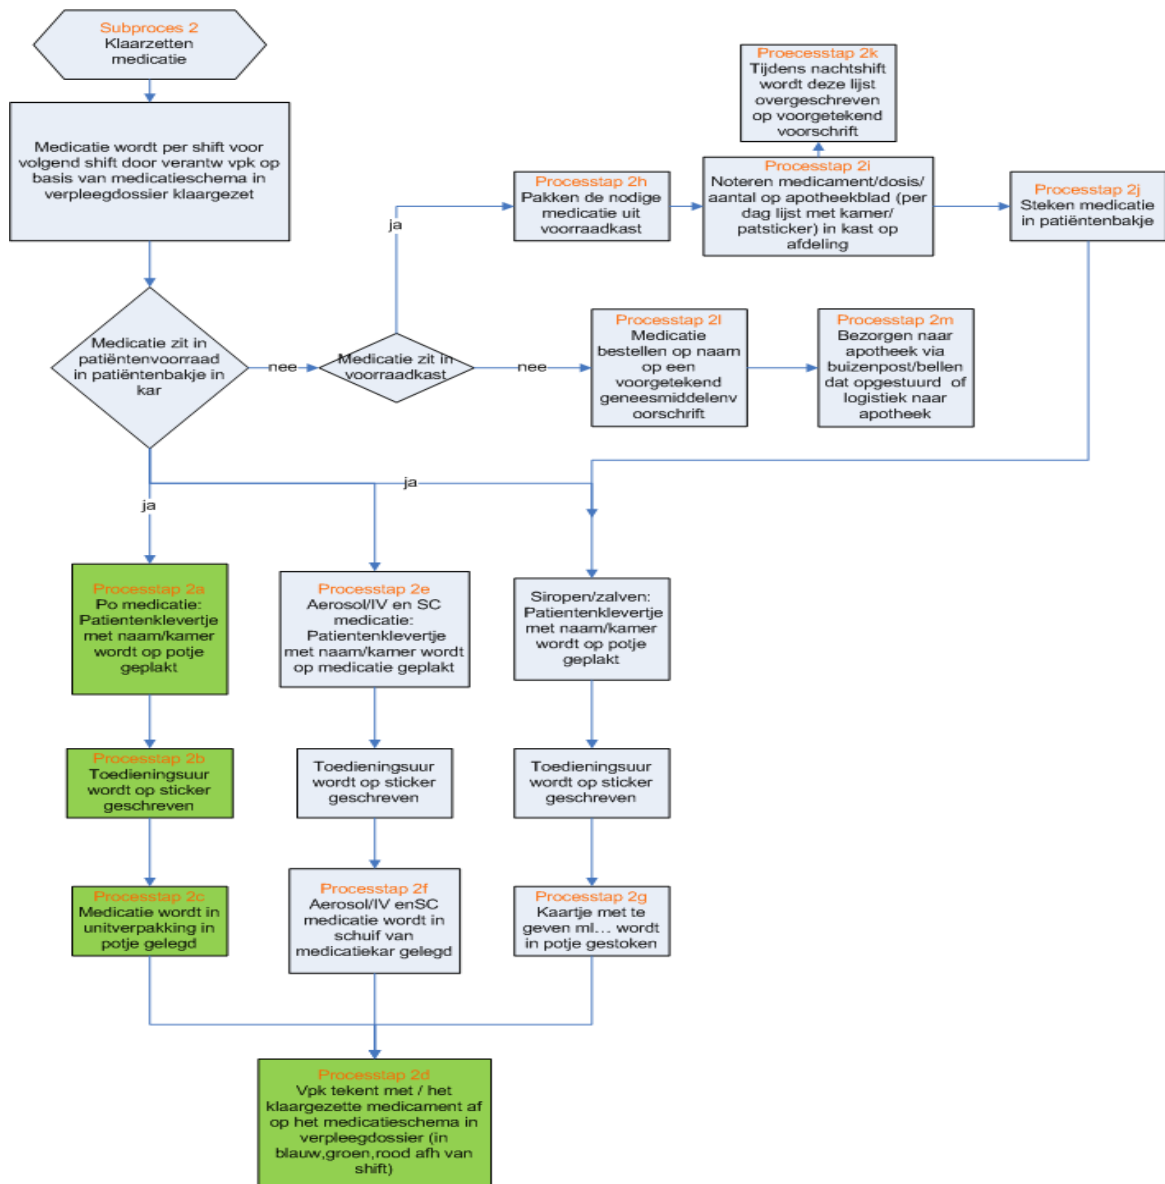 Subproces 2
Klaarzetten
medicatie
Medicatie wordt per shift voor
volgend shift door verantw vpk op
basis van medicatieschema in
verpleegdossier klaargezet
Medicatie zit in
patiëntenvoorraad
in patiëntenbakje in
kar
nee
Medicatie zit in
voorraadkast
ja
nee
Processtap 2h
Pakken de nodige
medicatie uit
voorraadkast
Proecesstap 2k
Tijdens nachtshift
wordt deze lijst
overgeschreven
op voorgetekend
voorschrift
Processtap 2i
Noteren medicament/dosis/
aantal op apotheekblad (per
dag lijst met kamer/
patsticker) in kast op
afdeling
Processtap 2j
Steken medicatie
in patiëntenbakje
Processtap 2l
Medicatie
bestellen op naam
op een
voorgetekend
geneesmiddelenv
oorschrift
Processtap 2m
Bezorgen naar
apotheek via
buizenpost/bellen
dat opgestuurd of
logistiek naar
apotheek
ja
ja
Processtap 2a
Po medicatie:
Patientenklevertje
met naam/kamer
wordt op potje
geplakt
Processtap 2b
Toedieningsuur
wordt op sticker
geschreven
Processtap 2c
Medicatie wordt in
unitverpakking in
potje gelegd
Processtap 2e
Aerosol/IV en SC
medicatie:
Patientenklevertje
met naam/kamer wordt
op medicatie geplakt
Toedieningsuur
wordt op sticker
geschreven
Processtap 2f
Aerosol/IV enSC
medicatie wordt in
schuif van
medicatiekar gelegd
Siropen/zalven:
Patientenklevertje
met naam/kamer
wordt op potje
geplakt
Toedieningsuur
wordt op sticker
geschreven
Processtap 2g
Kaartje met te
geven ml... wordt
in potje gestoken
Processtap 2d
Vpk tekent met / het
klaargezette medicament af
op het medicatieschema in
verpleegdossier (in
blauw,groen,rood afh van
shift)